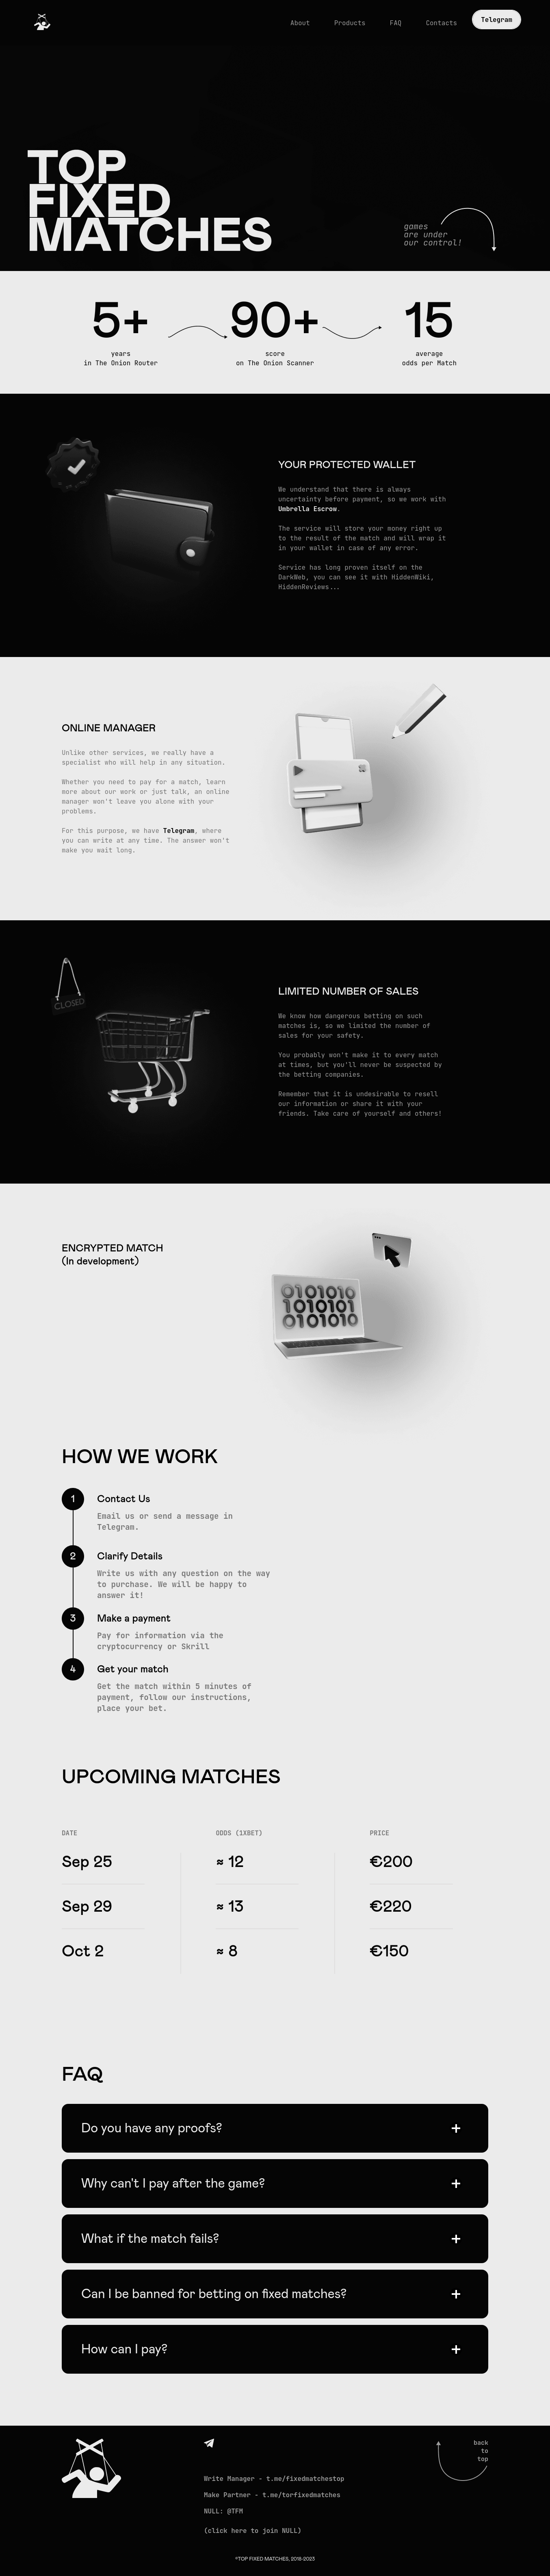 About
Products
FAQ
Contacts
Telegram
TOP
FIXED
MATCHES
games
are under
our control!
5+
years
in The Onion Router
90+
score
on The Onion Scanner
15
average
odds per Match
YOUR PROTECTED WALLET
We understand that there is always
uncertainty before payment, so we work with
Umbrella Escrow.
The service will store your money right up
to the result of the match and will wrap it
in your wallet in case of any error.
Service has long proven itself on the
DarkWeb, you can see it with HiddenWiki,
HiddenReviews...
ONLINE MANAGER
Unlike other services, we really have a
specialist who will help in any situation.
Whether you need to pay for a match, learn
more about our work or just talk, an online
manager won't leave you alone with your
problems.
For this purpose, we have Telegram, where
you can write at any time. The answer won't
make you wait long.
CLOSED
LIMITED NUMBER OF SALES
We know how dangerous betting on such
matches is, so we limited the number of
sales for your safety.
You probably won't make it to every match
at times, but you'll never be suspected by
the betting companies.
Remember that it is undesirable to resell
our information or share it with your
friends. Take care of yourself and others!
ENCRYPTED MATCH
(In development)
0101010
1010101
0101010
HOW WE WORK
1
Contact Us
Email us or send a message in
Telegram.
2
Clarify Details
Write us with any question on the way
to purchase. We will be happy to
answer it!
3
Make a payment
Pay for information via the
cryptocurrency or Skrill
4
Get your match
Get the match within 5 minutes of
payment, follow our instructions,
place your bet.
UPCOMING MATCHES
DATE
ODDS (1XBET)
PRICE
Sep 25
≈ 12
€200
Sep 29
≈ 13
€220
Oct 2
≈ 8
€150
FAQ
Do you have any proofs?
+
Why can't I pay after the game?
+
What if the match fails?
+
Can I be banned for betting on fixed matches?
+
How can I pay?
+
back
to
top
Write Manager - t.me/fixedmatchestop
Make Partner - t.me/torfixedmatches
NULL: @TFM
(click here to join NULL)
©TOP FIXED MATCHES, 2018-2023